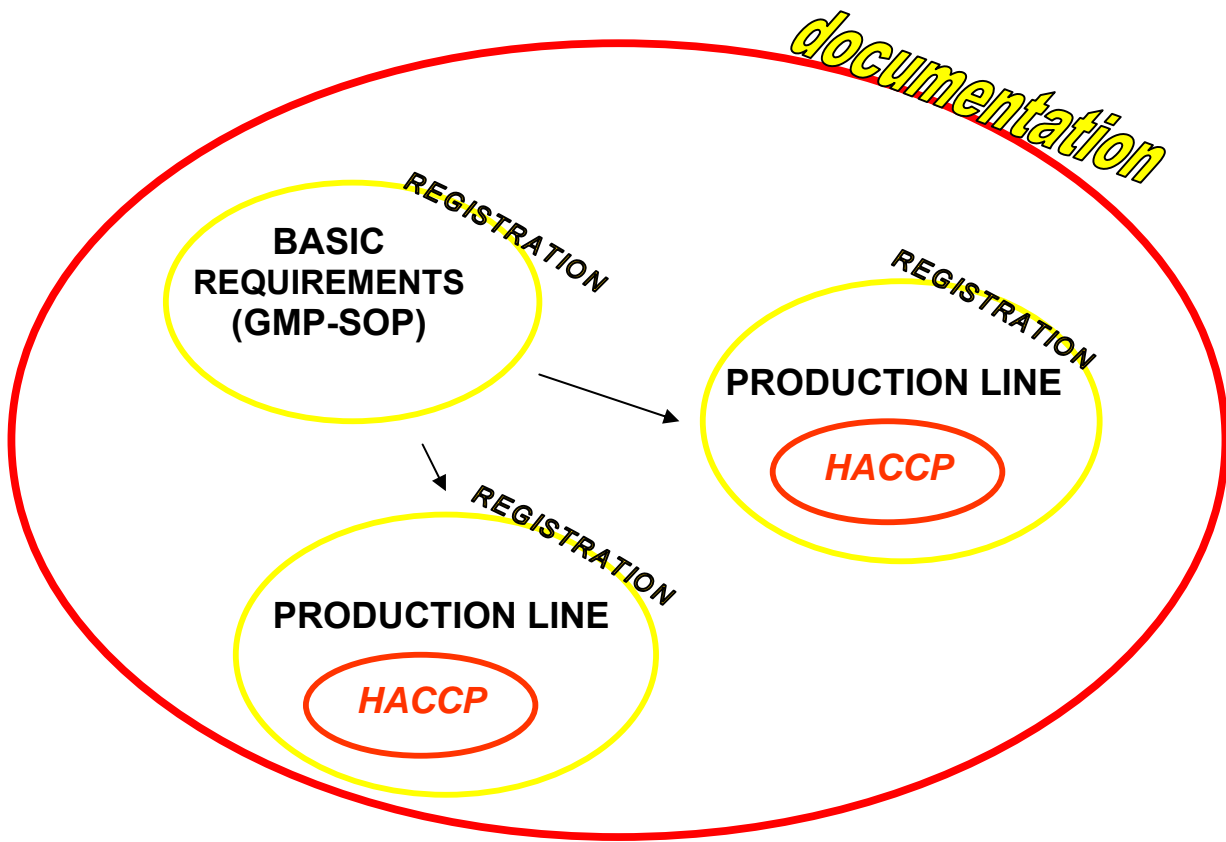 documentation
REGISTRATION
BASIC
REQUIREMENTS
(GMP-SOP)
REGISTRATION
PRODUCTION LINE
HACCP
REGISTRATION
PRODUCTION LINE
HACCP